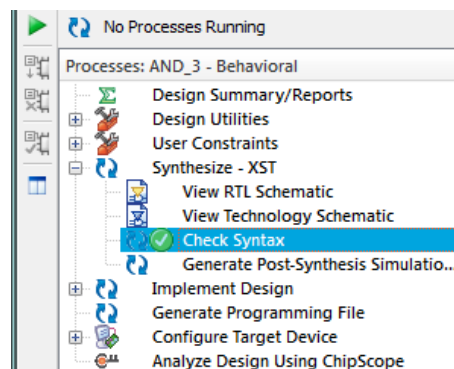 No Processes Running
Processes: AND_3 - Behavioral
Design Summary/Reports
Design Utilities
User Constraints
Synthesize - XST
View RTL Schematic
View Technology Schematic
Check Syntax
Generate Post-Synthesis Simulatio...
Implement Design
Generate Programming File
Configure Target Device
Analyze Design Using ChipScope